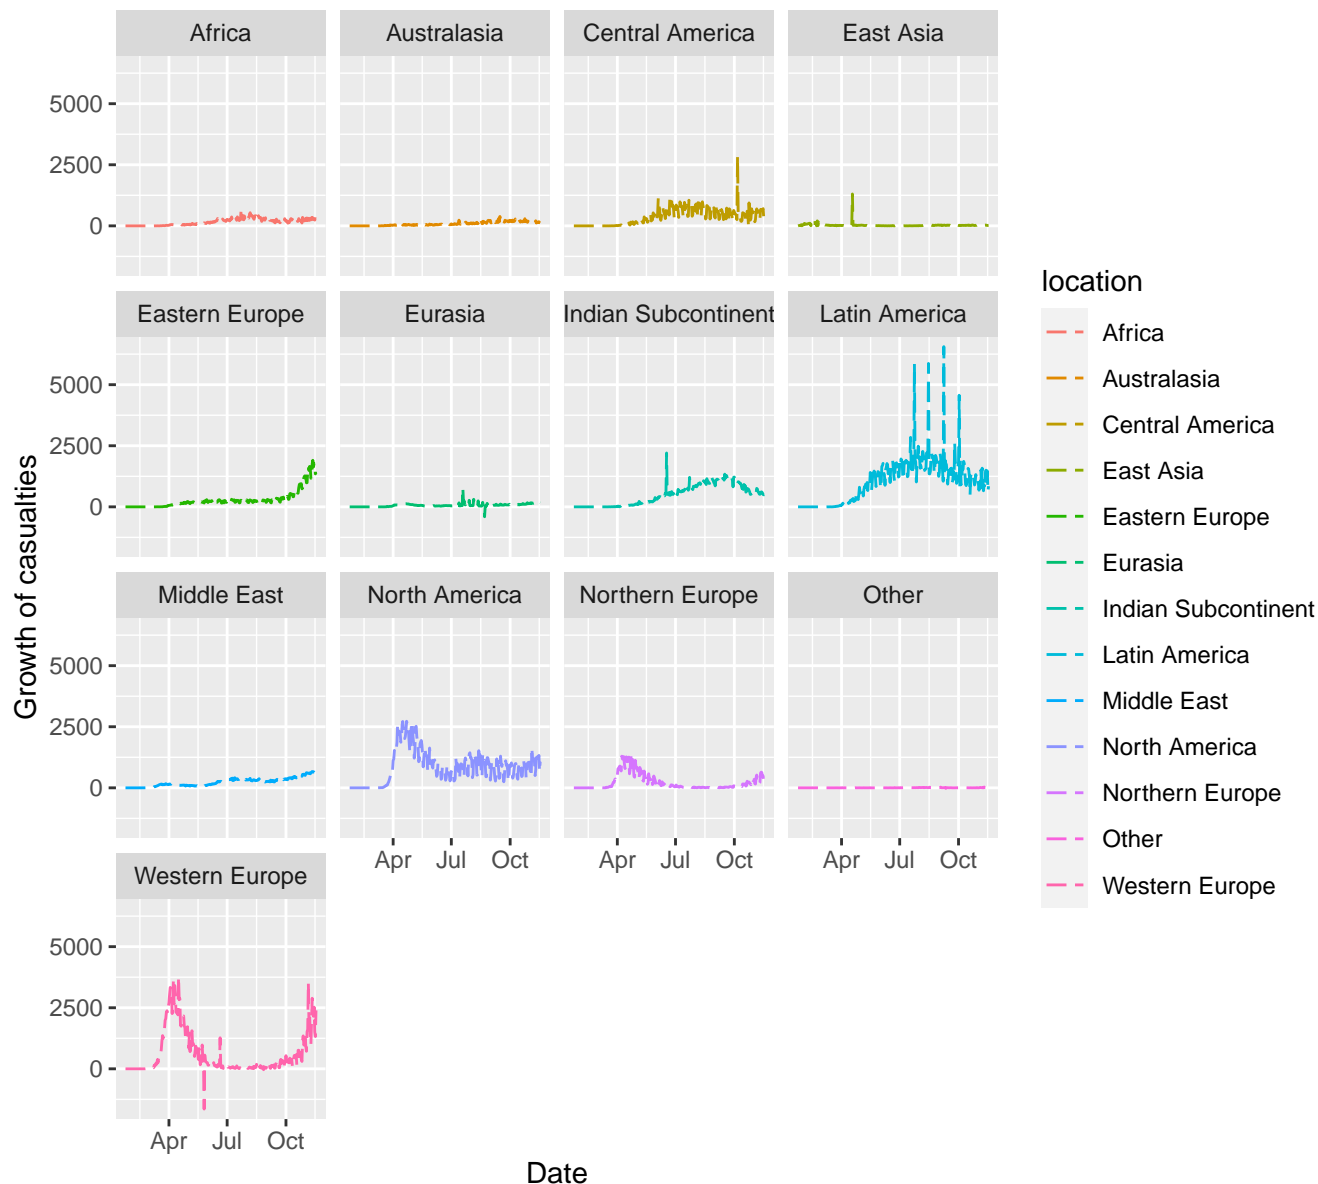 Africa
Australasia
Central America
East Asia
5000
2500
0
Eastern Europe
Eurasia
Indian Subcontinent
Latin America
5000
2500
0
Middle East
North America
Northern Europe
Other
5000
2500
0
Apr Jul Oct
Apr Jul Oct
Apr Jul Oct
Western Europe
5000
2500
0
Apr Jul Oct
Date
Growth of casualties
location
Africa
Australasia
Central America
East Asia
Eastern Europe
Eurasia
Indian Subcontinent
Latin America
Middle East
North America
Northern Europe
Other
Western Europe